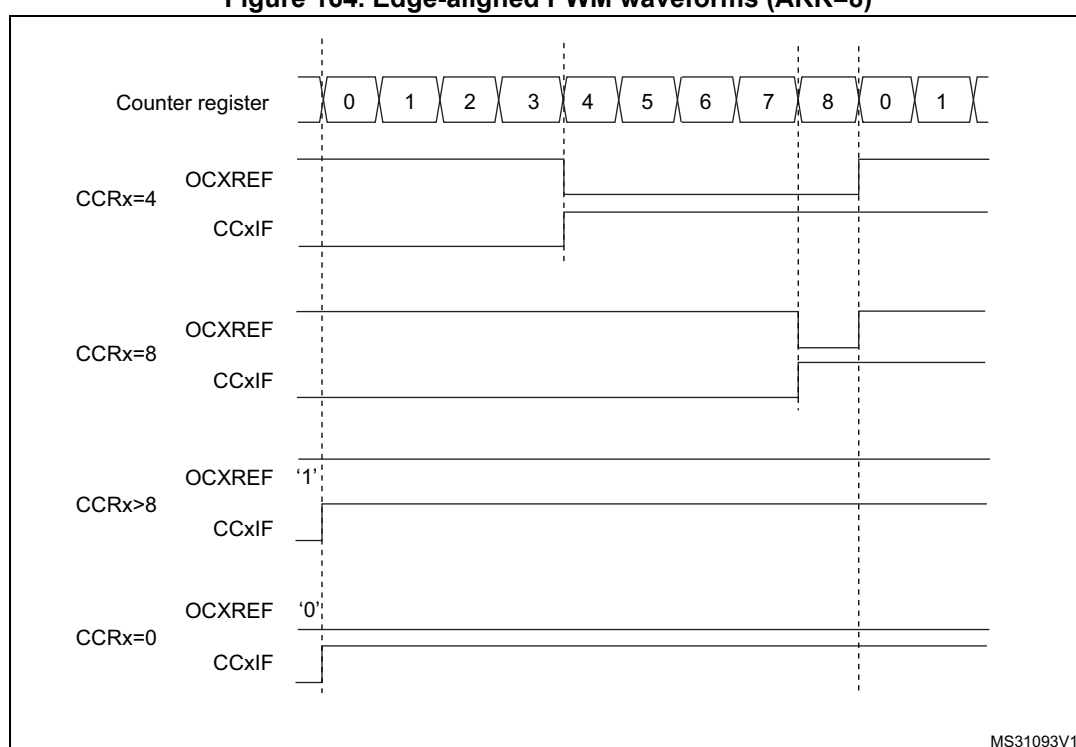 Figure 164. Edge-aligned PWM waveforms (ARR=8)
Counter register 0 1 2 3 4 5 6 7 8 0 1
OCXREF
CCRx=4
CCxIF
OCXREF
CCRx=8
CCxIF
OCXREF ‘1’
CCRx>8
CCxIF
OCXREF ‘0’
CCRx=0
CCxIF
MS31093V1